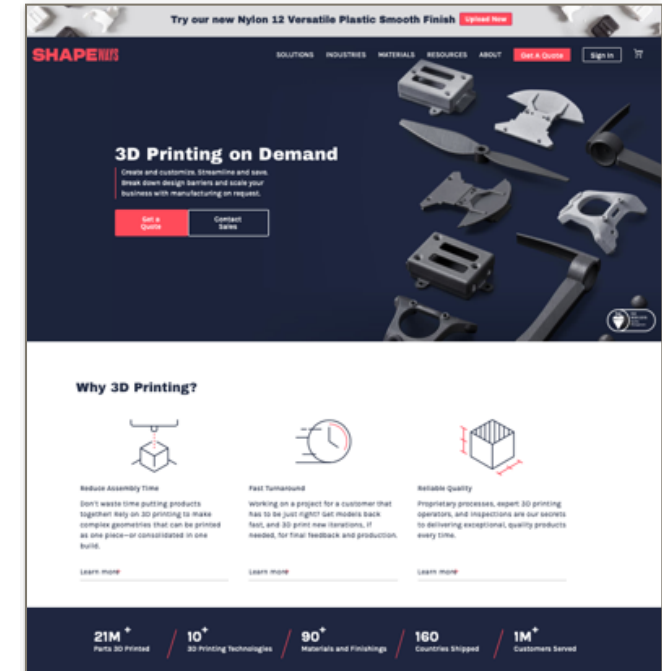 Try our new Nylon 12 Versatile Plastic Smooth Finish Upload Now
SHAPEWAYS
SOLUTIONS INDUSTRIES MATERIALS RESOURCES ABOUT Get A Quote Sign In
3D Printing on Demand
Create and customize. Streamline and save.
Break down design barriers and scale your
business with manufacturing on request.
Get a
Quote
Contact
Sales
Why 3D Printing?
Reduce Assembly Time
Don't waste time putting products
together! Rely on 3D printing to make
complex geometries that can be printed
as one piece—or consolidated in one
build.
Learn more
Fast Turnaround
Working on a project for a customer that
has to be just right? Get Models back
fast, and 3D print new iterations, if
needed, for final feedback and production.
Learn more
Reliable Quality
Proprietary processes, expert 3D printing
operators, and inspections are our secrets
to delivering exceptional, quality products
every time.
Learn more
21M+
Parts 3D Printed
10+
3D Printing Technologies
90+
Materials and Finishings
160
Countries Shipped
1M+
Customers Served